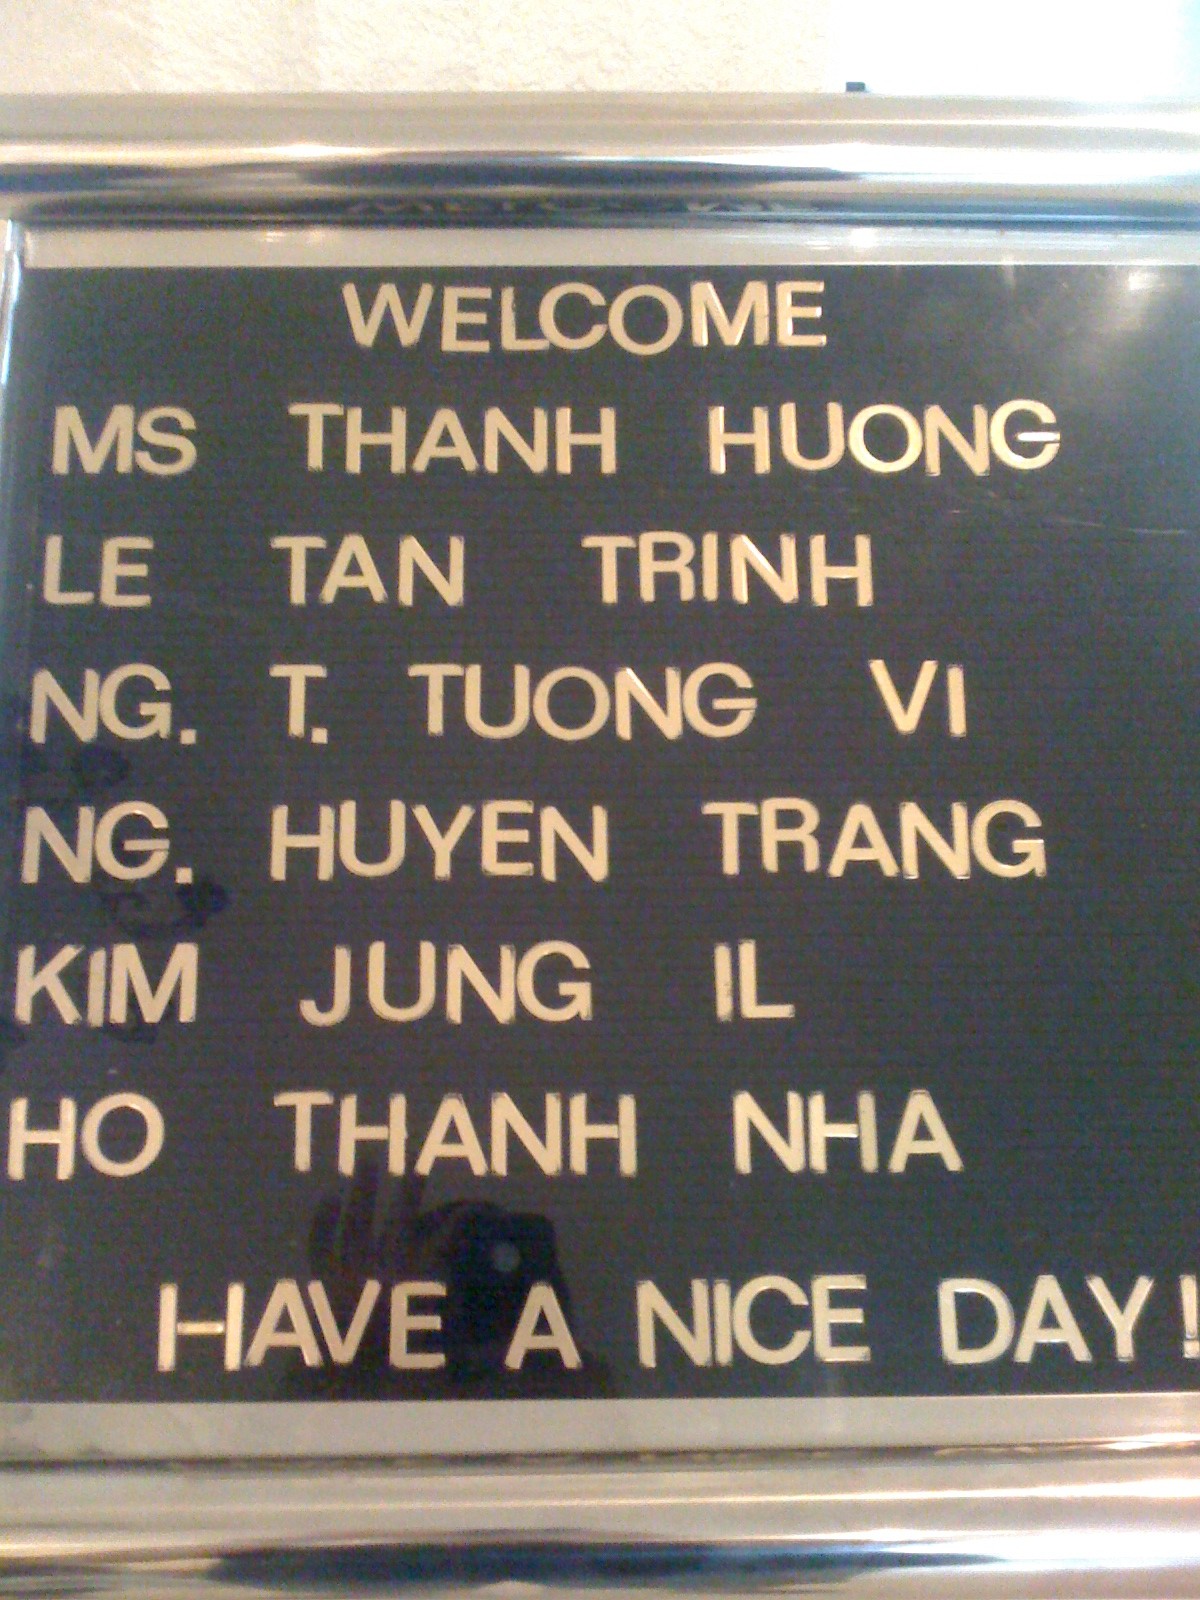 WELCOME
MS THANH HUONG
LE TAN TRINH
NG. T. TUONG VI
NG. HUYEN TRANG
KIM JUNG IL
HO THANH NHA
HAVE A NICE DAY!